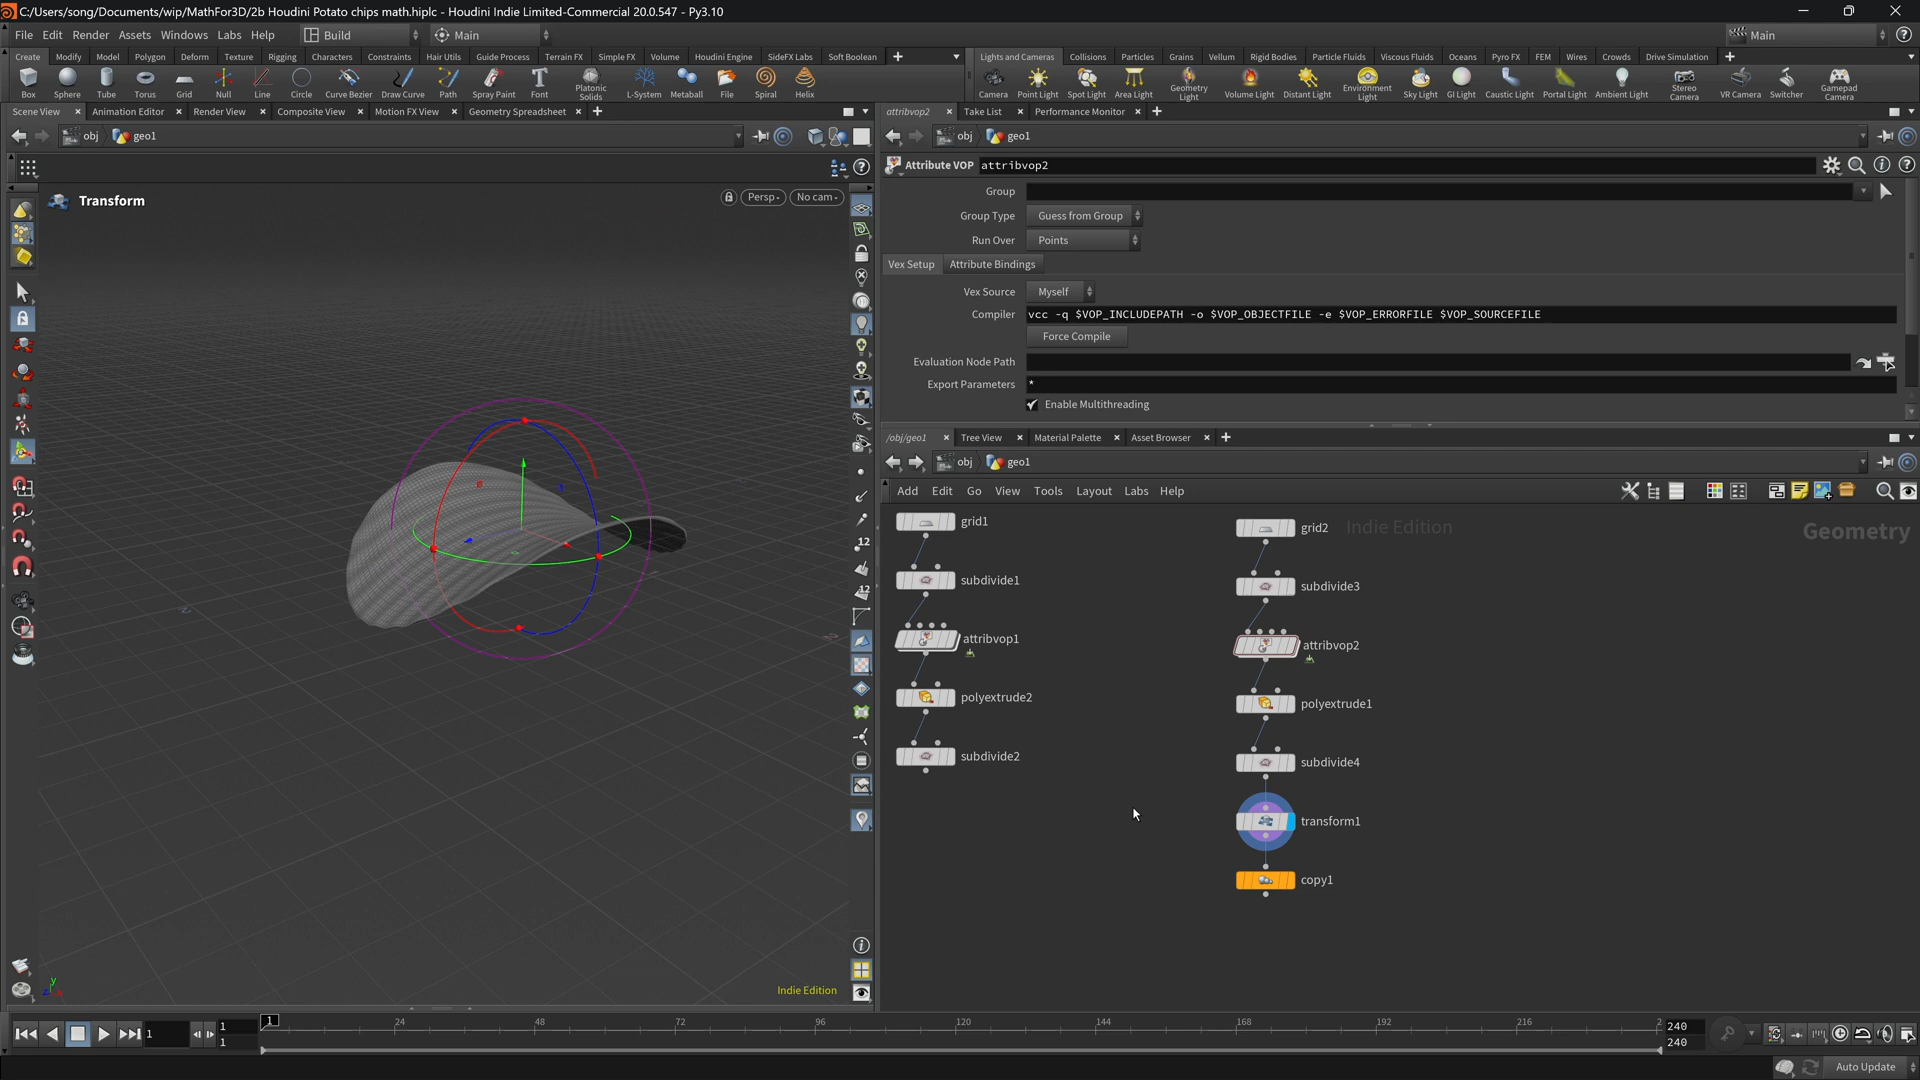 C:/Users/song/Documents/wip/MathFor3D/2b Houdini Potato chips math.hiplc - Houdini Indie Limited-Commercial 20.0.547 - Py3.10
File Edit Render Assets Windows Labs Help Build Main Main
Create Modify Model Polygon Deform Texture Rigging Characters Constraints Hair Utils Guide Process Terrain FX Simple FX Volume Houdini Engine SideFX Labs Soft Boolean
Lights and Cameras Collisions Particles Grains Vellum Rigid Bodies Particle Fluids Viscous Fluids Oceans Pyro FX FEM Wires Crowds Drive Simulation
Box Sphere Tube Torus Grid Null Line Circle Curve Bezier Draw Curve Path Spray Paint Font Platonic Solids L-System Metaball File Spiral Helix
Camera Point Light Spot Light Area Light Geometry Light Volume Light Distant Light Environment Light Sky Light GI Light Caustic Light Portal Light Ambient Light Stereo Camera VR Camera Switcher Gamepad Camera
Scene View Animation Editor Render View Composite View Motion FX View Geometry Spreadsheet
attribvop2 Take List Performance Monitor
obj geo1
obj geo1
Attribute VOP attribvop2
Transform
Persp No cam
Group
Group Type Guess from Group
Run Over Points
Vex Setup Attribute Bindings
Vex Source Myself
Compiler vcc -q $VOP_INCLUDEPATH -o $VOP_OBJECTFILE -e $VOP_ERRORFILE $VOP_SOURCEFILE
Force Compile
Evaluation Node Path
Export Parameters *
Enable Multithreading
/obj/geo1 Tree View Material Palette Asset Browser
obj geo1
Add Edit Go View Tools Layout Labs Help
grid1
grid2
Indie Edition
Geometry
subdivide1
subdivide3
attribvop1
attribvop2
polyextrude2
polyextrude1
subdivide2
subdivide4
transform1
copy1
12
12
y
z
Indie Edition
1
1
1
1
24 48 72 96 120 144 168 192 216 2
240
240
Auto Update